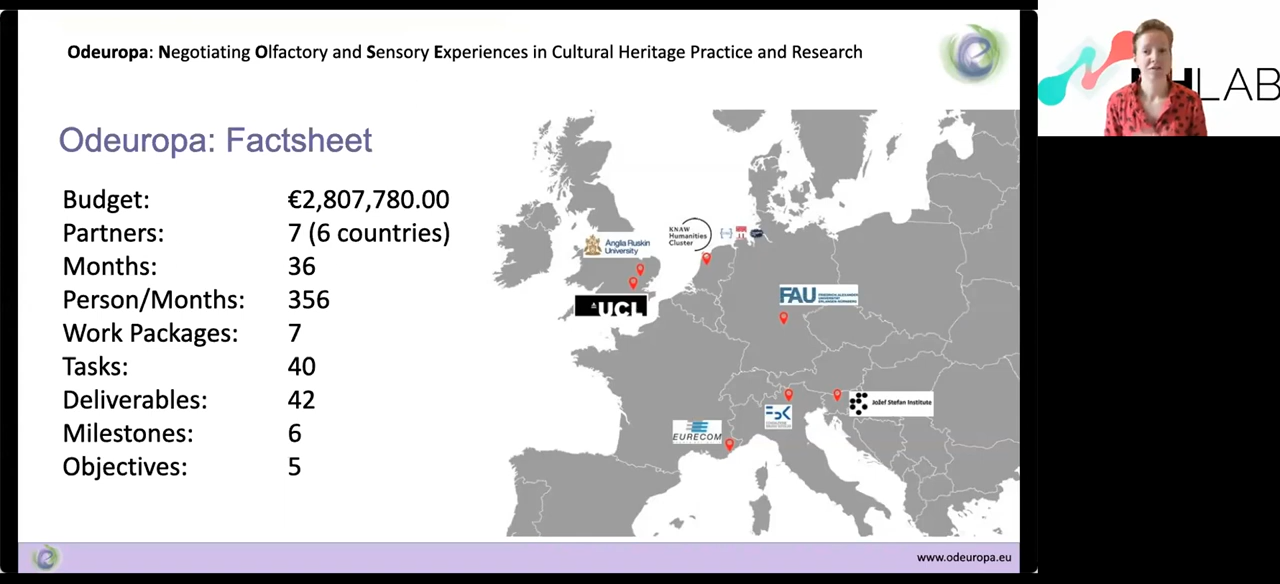 Odeuropa: Negotiating Olfactory and Sensory Experiences in Cultural Heritage Practice and Research
Odeuropa: Factsheet
Budget: €2,807,780.00
Partners: 7 (6 countries)
Months: 36
Person/Months: 356
Work Packages: 7
Tasks: 40
Deliverables: 42
Milestones: 6
Objectives: 5
Anglia Ruskin
University
KNAW
Humanities
Cluster
UCL
FAU
Jožef Stefan Institute
FBK
EURECOM
www.odeuropa.eu
LAB